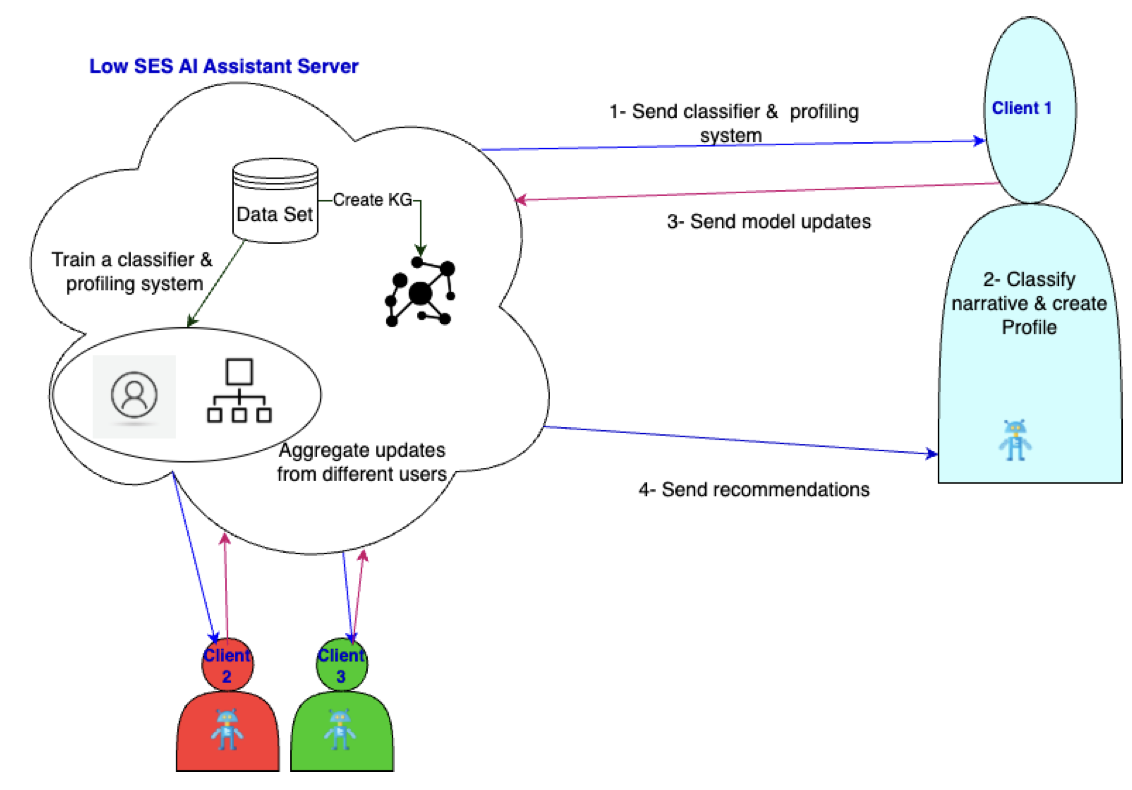 Low SES AI Assistant Server
1- Send classifier & profiling
system
Client 1
Data Set
Create KG
3- Send model updates
Train a classifier &
profiling system
2- Classify
narrative & create
Profile
Aggregate updates
from different users
4- Send recommendations
Client
2
Client
3